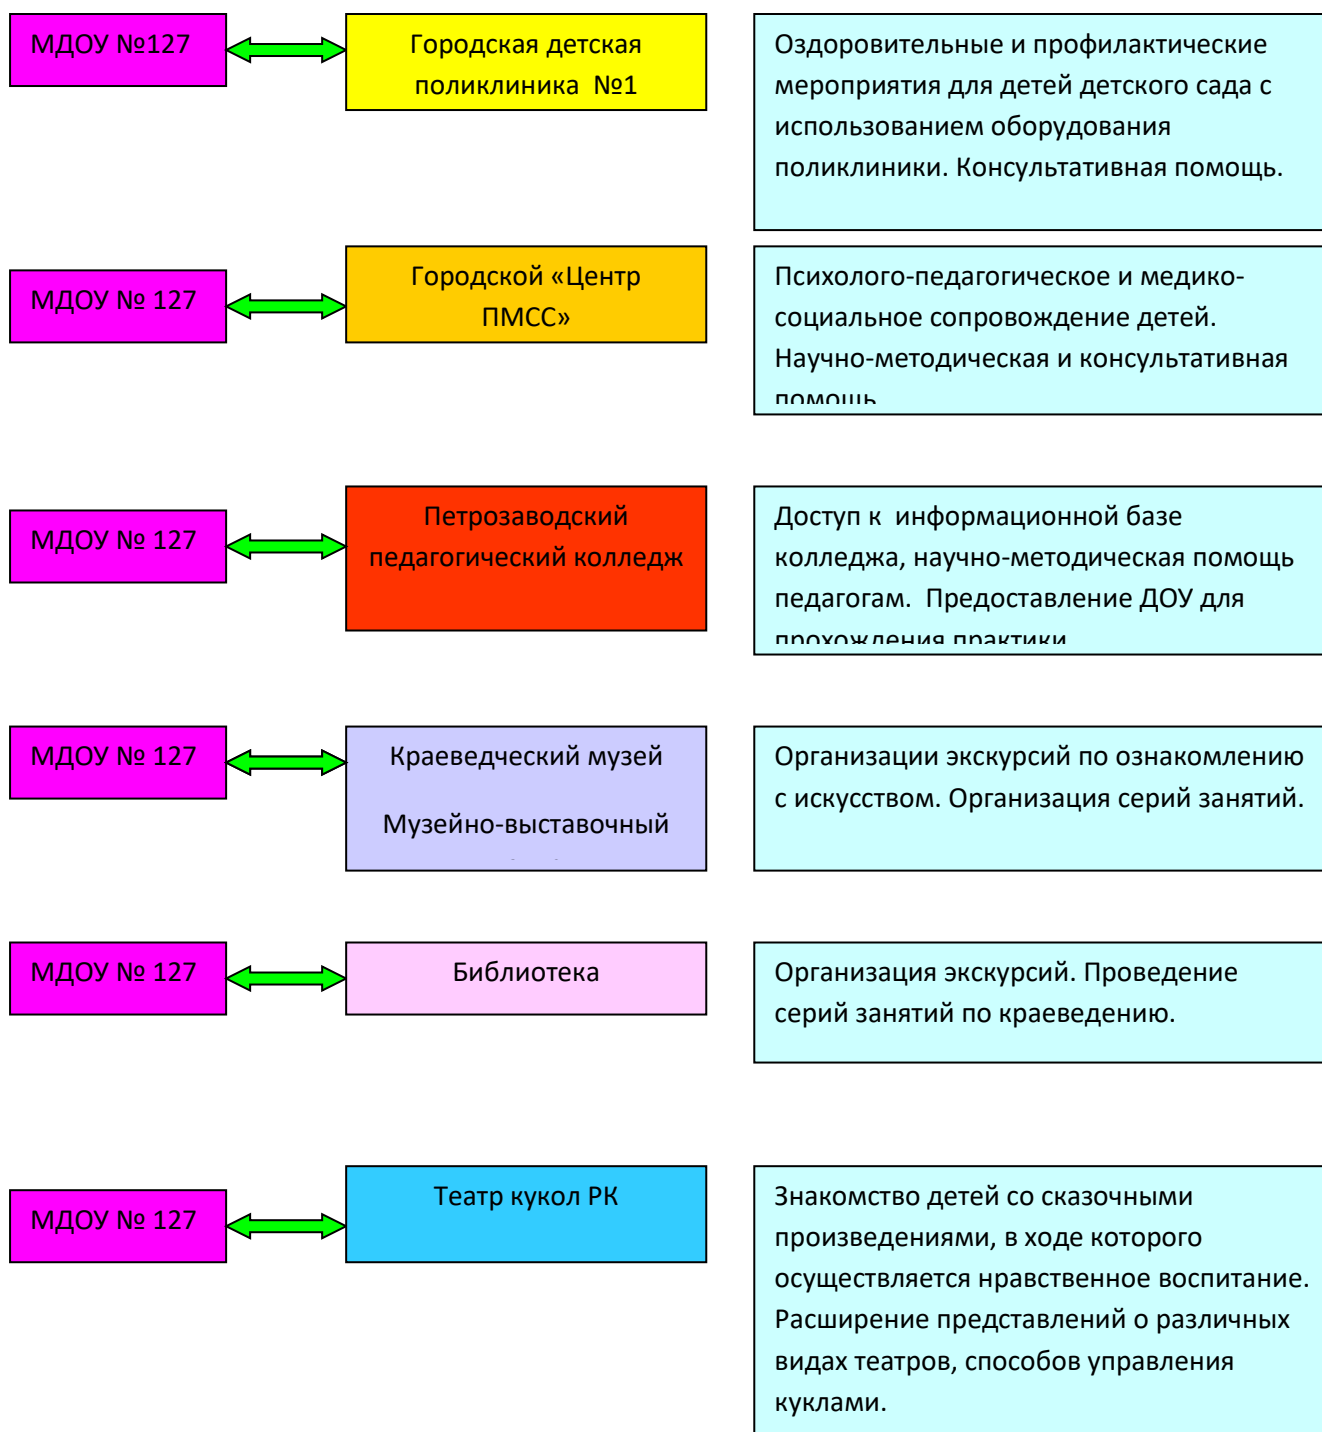 МДОУ №127
Городская детская
поликлиника №1
Оздоровительные и профилактические
мероприятия для детей детского сада с
использованием оборудования
поликлиники. Консультативная помощь.
МДОУ № 127
Городской «Центр
ПМСС»
Психолого-педагогическое и медико-
социальное сопровождение детей.
Научно-методическая и консультативная
помощь
МДОУ № 127
Петрозаводский
педагогический колледж
Доступ к информационной базе
колледжа, научно-методическая помощь
педагогам. Предоставление ДОУ для
прохождения практики
МДОУ № 127
Краеведческий музей
Музейно-выставочный
Организации экскурсий по ознакомлению
с искусством. Организация серий занятий.
МДОУ № 127
Библиотека
Организация экскурсий. Проведение
серий занятий по краеведению.
МДОУ № 127
Театр кукол РК
Знакомство детей со сказочными
произведениями, в ходе которого
осуществляется нравственное воспитание.
Расширение представлений о различных
видах театров, способов управления
куклами.